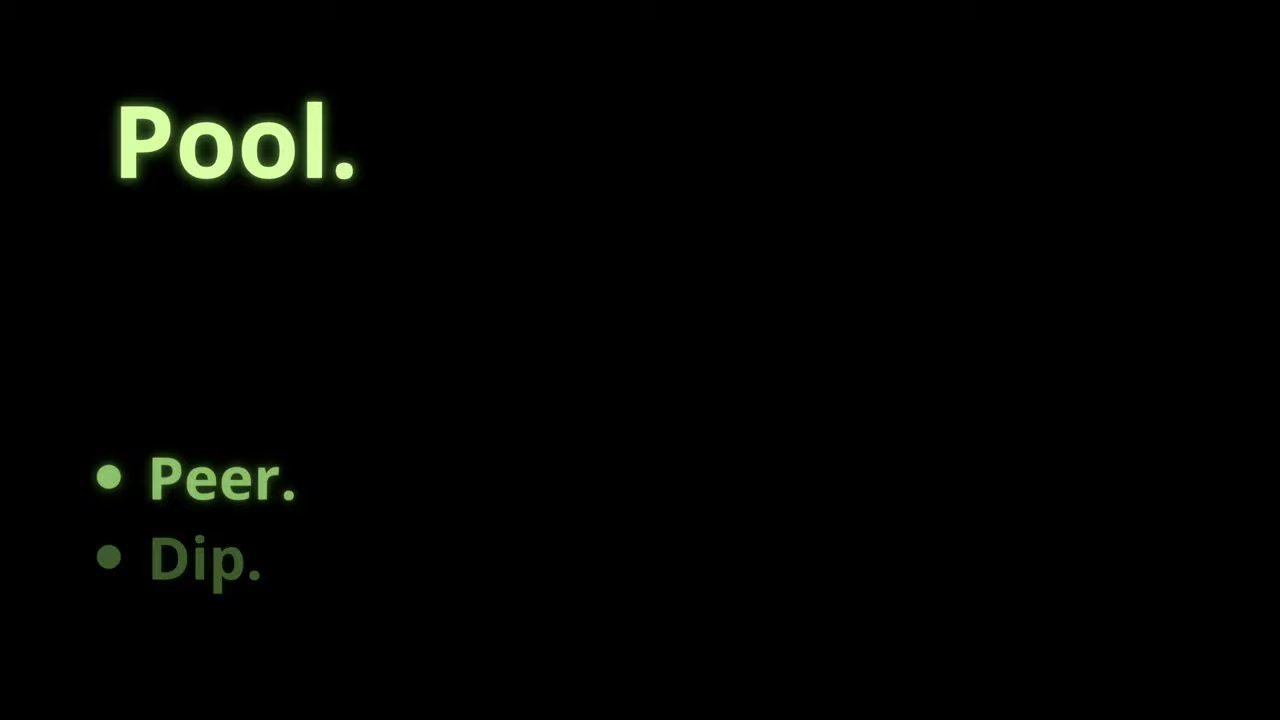 Pool.
• Peer.
• Dip.